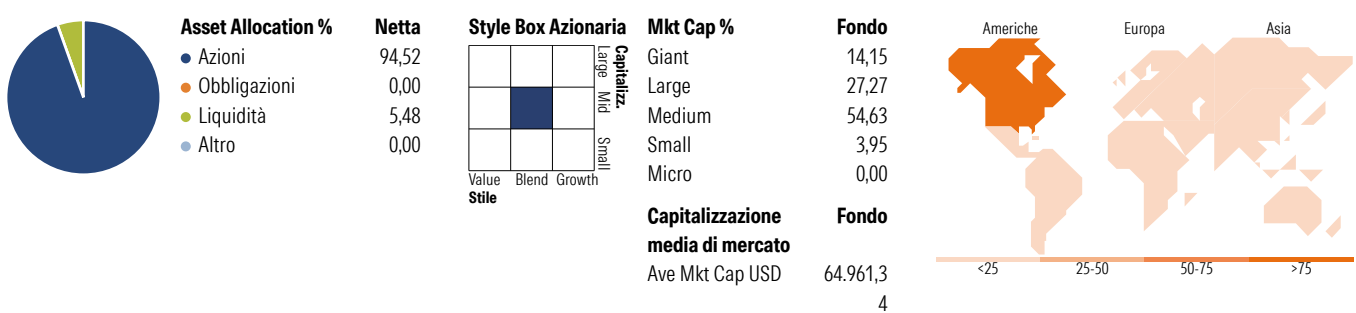 Asset Allocation % Netta
Azioni 94,52
Obbligazioni 0,00
Liquidità 5,48
Altro 0,00
Style Box Azionaria
Capitalizz.
Large Mid Small
Value Blend Growth
Stile
Mkt Cap % Fondo
Giant 14,15
Large 27,27
Medium 54,63
Small 3,95
Micro 0,00
Capitalizzazione Fondo
media di mercato
Ave Mkt Cap USD 64.961,3
4
Americhe Europa Asia
<25 25-50 50-75 >75